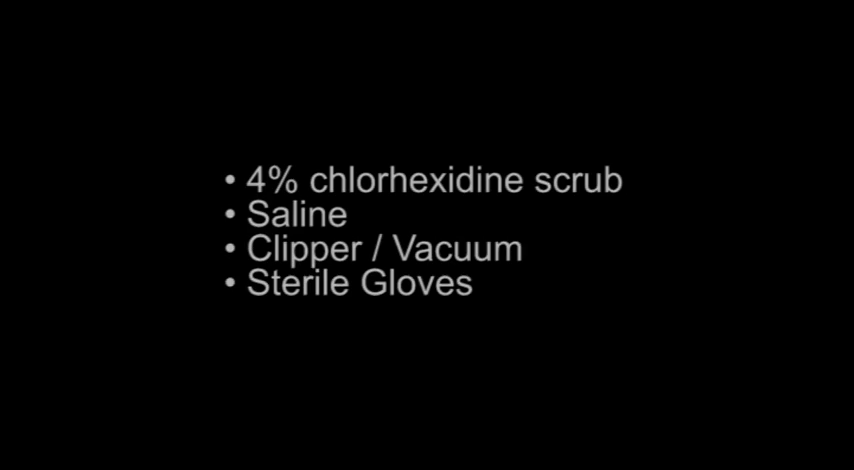 • 4% chlorhexidine scrub
• Saline
• Clipper / Vacuum
• Sterile Gloves